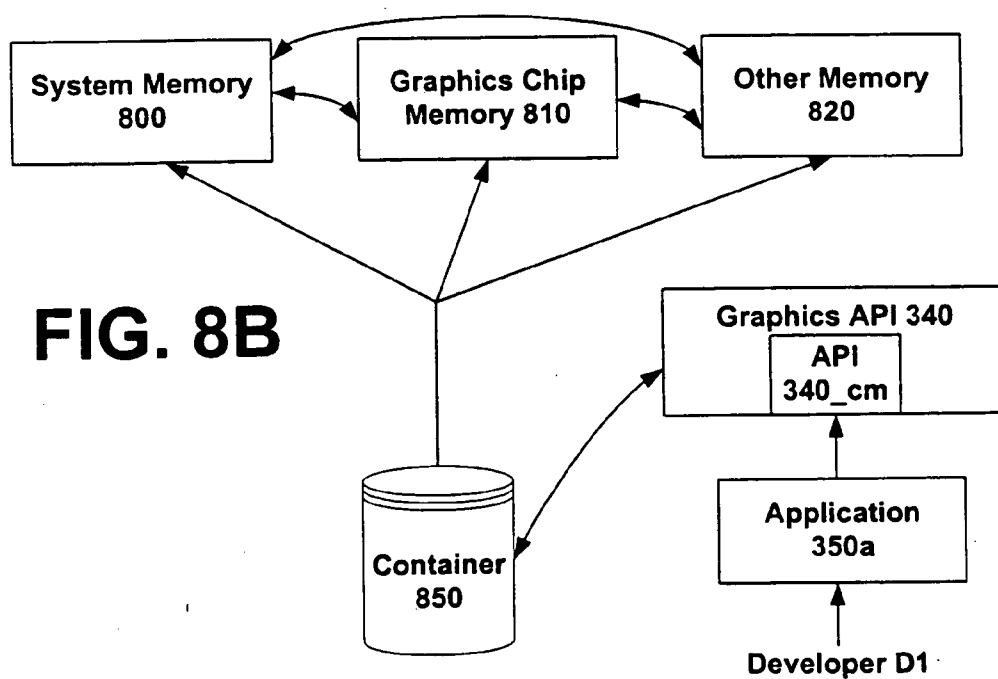 System Memory
800
Graphics Chip
Memory 810
Other Memory
820
FIG. 8B
Graphics API 340
API
340_cm
Container
850
Application
350a
Developer D1